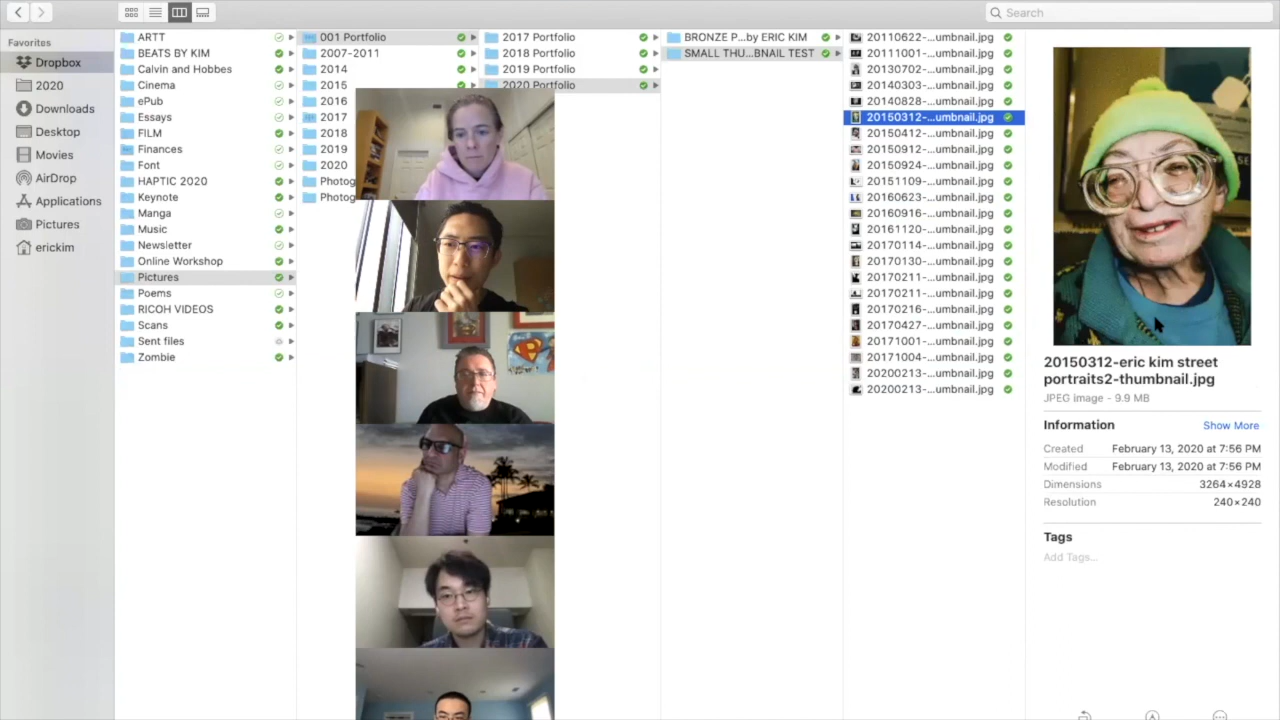 Search
Favorites
Dropbox
2020
Downloads
Desktop
Movies
AirDrop
Applications
Pictures
erickim
ARTT
BEATS BY KIM
Calvin and Hobbes
Cinema
ePub
Essays
FILM
Finances
Font
HAPTIC 2020
Keynote
Manga
Music
Newsletter
Online Workshop
Pictures
Poems
RICOH VIDEOS
Scans
Sent files
Zombie
001 Portfolio
2007-2011
2014
2015
2016
2017
2018
2019
2020
Photog
Photog
2017 Portfolio
2018 Portfolio
2019 Portfolio
2020 Portfolio
BRONZE P...by ERIC KIM
SMALL THU...BNAIL TEST
20110622-...umbnail.jpg
20111001-...umbnail.jpg
20130702-...umbnail.jpg
20140303-...umbnail.jpg
20140828-...umbnail.jpg
20150312-...umbnail.jpg
20150412-...umbnail.jpg
20150912-...umbnail.jpg
20150924-...umbnail.jpg
20151109-...umbnail.jpg
20160623-...umbnail.jpg
20160916-...umbnail.jpg
20161120-...umbnail.jpg
20170114-...umbnail.jpg
20170130-...umbnail.jpg
20170211-...umbnail.jpg
20170211-...umbnail.jpg
20170216-...umbnail.jpg
20170427-...umbnail.jpg
20171001-...umbnail.jpg
20171004-...umbnail.jpg
20200213-...umbnail.jpg
20200213-...umbnail.jpg
20150312-eric kim street
portraits2-thumbnail.jpg
JPEG image - 9.9 MB
Information Show More
Created February 13, 2020 at 7:56 PM
Modified February 13, 2020 at 7:56 PM
Dimensions 3264×4928
Resolution 240×240
Tags
Add Tags...